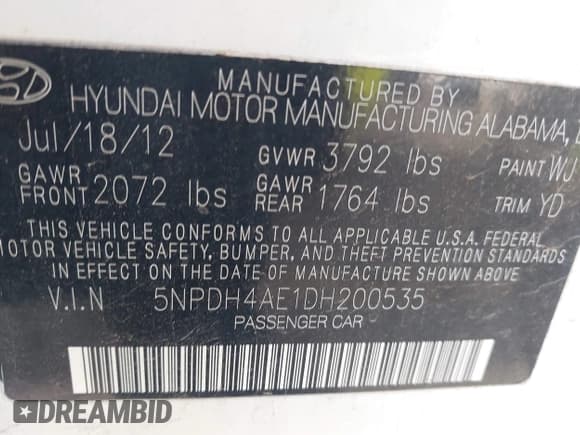 MANUFACTURED BY
HYUNDAI MOTOR MANUFACTURING ALABAMA,
Jul/18/12 GVWR 3792 lbs PAINT WJ
GAWR FRONT 2072 lbs GAWR REAR 1764 lbs TRIM YD
THIS VEHICLE CONFORMS TO ALL APPLICABLE U.S.A. FEDERAL
MOTOR VEHICLE SAFETY, BUMPER, AND THEFT PREVENTION STANDARDS
IN EFFECT ON THE DATE OF MANUFACTURE SHOWN ABOVE.
V.I.N 5NPDH4AE1DH200535
PASSENGER CAR
DREAMBID